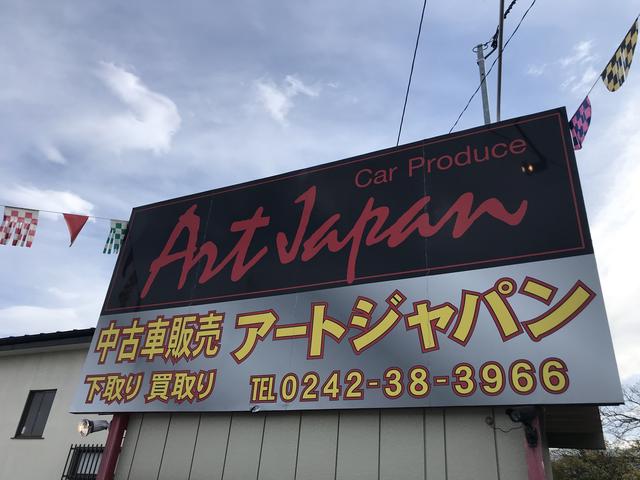 Car Produce
Art Japan
中古車販売 アートジャパン
下取り 買取り TEL0242-38-3966